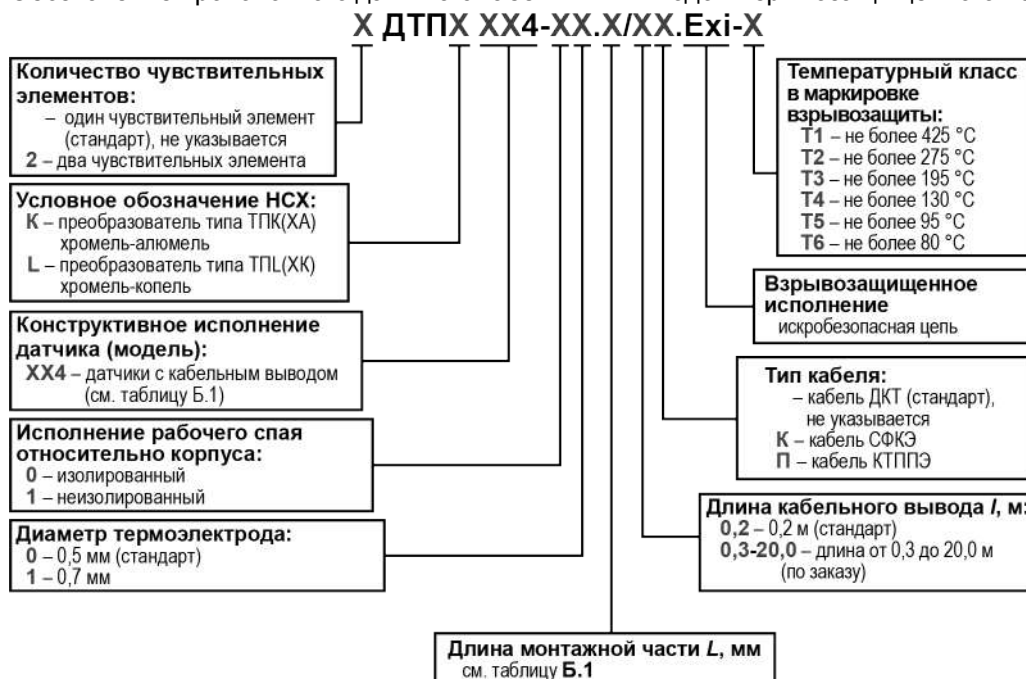 Х ДТПХ ХХ4-ХХ.Х/ХХ.Exi-Х
Количество чувствительных
элементов:
– один чувствительный элемент
(стандарт), не указывается
2 – два чувствительных элемента
Условное обозначение НСХ:
К – преобразователь типа ТПК(ХА)
хромель-алюмель
L – преобразователь типа ТПL(ХК)
хромель-копель
Конструктивное исполнение
датчика (модель):
ХХ4 – датчики с кабельным выводом
(см. таблицу Б.1)
Исполнение рабочего спая
относительно корпуса:
0 – изолированный
1 – неизолированный
Диаметр термоэлектрода:
0 – 0,5 мм (стандарт)
1 – 0,7 мм
Длина монтажной части L, мм
см. таблицу Б.1
Температурный класс
в маркировке
взрывозащиты:
Т1 – не более 425 °С
Т2 – не более 275 °С
Т3 – не более 195 °С
Т4 – не более 130 °С
Т5 – не более 95 °С
Т6 – не более 80 °С
Взрывозащищенное
исполнение
искробезопасная цепь
Тип кабеля:
– кабель ДКТ (стандарт),
не указывается
К – кабель СФКЭ
П – кабель КТППЭ
Длина кабельного вывода l, м:
0,2 – 0,2 м (стандарт)
0,3-20,0 – длина от 0,3 до 20,0 м
(по заказу)